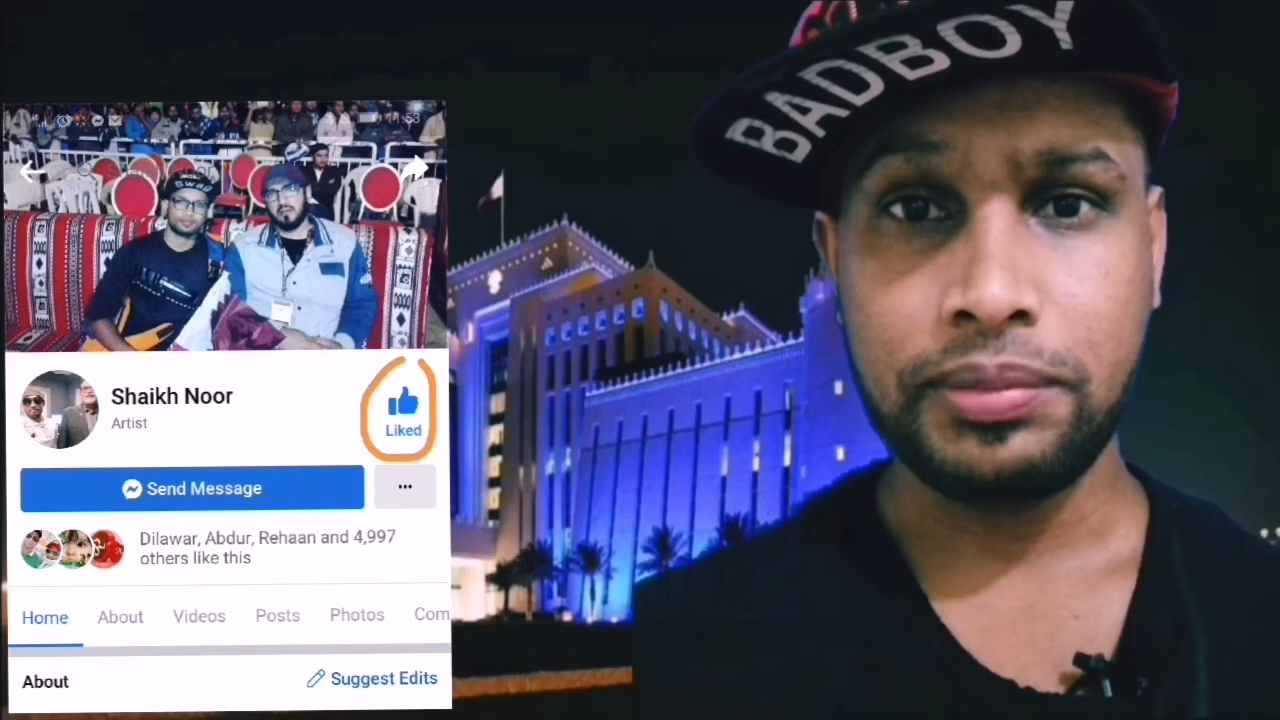 BADBOY
Swag
Shaikh Noor
Artist
Liked
Send Message
Dilawar, Abdur, Rehaan and 4,997
others like this
Home About Videos Posts Photos Com
About
Suggest Edits